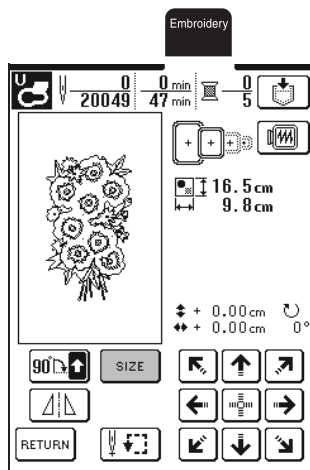 Embroidery
U 0 0 min 0
20049 47 min 5
16.5cm
9.8cm
+ 0.00cm
+ 0.00cm 0°
90° SIZE
RETURN